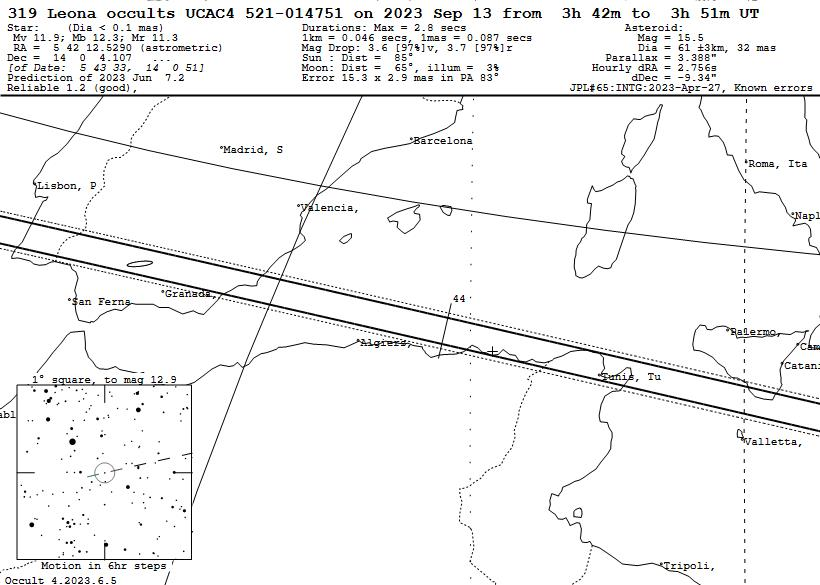 319 Leona occults UCAC4 521-014751 on 2023 Sep 13 from  3h 42m to  3h 51m UT
Star:    (Dia < 0.1 mas)
Mv 11.9; Mb 12.3; Mr 11.3
RA =  5 42 12.5290 (astrometric)
Dec =  14  0  4.107   ...
[of Date:  5 43 33,  14  0 51]
Prediction of 2023 Jun  7.2
Reliable 1.2 (good),
Durations: Max = 2.8 secs
1km = 0.046 secs, 1mas = 0.087 secs
Mag Drop: 3.6 [97%]v, 3.7 [97%]r
Sun : Dist =  85°
Moon: Dist =  65°, illum =  3%
Error 15.3 x 2.9 mas in PA 83°
Asteroid:
Mag = 15.5
Dia = 61 ±3km, 32 mas
Parallax = 3.388"
Hourly dRA = 2.756s
dDec = -9.34"
JPL#65:INTG:2023-Apr-27, Known errors
Barcelona
Madrid, S
Roma, Ita
Lisbon, P
Valencia,
Napl
Granada,
San Ferna
44
Palermo,
Algiers,
Cam
Catani
Tunis, Tu
1° square, to mag 12.9
abl
Valletta,
Motion in 6hr steps
Tripoli,
Occult 4.2023.6.5